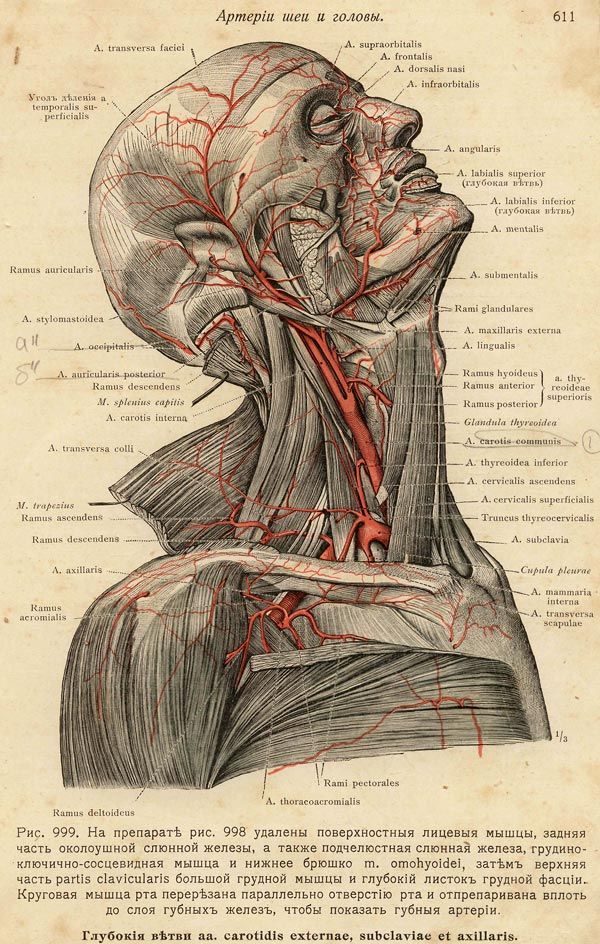 Артеріи шеи и головы.
611
A. transversa faciei
A. supraorbitalis
A. frontalis
A. dorsalis nasi
A. infraorbitalis
Уголъ дѣленія a
temporalis su-
perficialis
A. angularis
A. labialis superior
(глубокая вѣтвь)
A. labialis inferior
(глубокая вѣтвь)
A. mentalis
Ramus auricularis
A. submentalis
Rami glandulares
A. stylomastoidea
A. maxillaris externa
а"
A. occipitalis
A. lingualis
б"
A. auricularis posterior
Ramus descendens
Ramus hyoideus
Ramus anterior
Ramus posterior
a. thy-
reoideae
superioris
M. splenius capitis
A. carotis interna
Glandula thyreoidea
A. carotis communis
1
A. transversa colli
A. thyreoidea inferior
A. cervicalis ascendens
A. cervicalis superficialis
M. trapezius
Ramus ascendens
Truncus thyreocervicalis
Ramus descendens
A. subclavia
A. axillaris
Cupula pleurae
A. mammaria
interna
Ramus
acromialis
A. transversa
scapulae
1/3
Rami pectorales
A. thoracoacromialis
Ramus deltoideus
Рис. 999. На препаратѣ рис. 998 удалены поверхностныя лицевыя мышцы, задняя
часть околоушной слюнной железы, а также подчелюстная слюнная железа, грудино-
ключично-сосцевидная мышца и нижнее брюшко m. omohyoidei, затѣмъ верхняя
часть partis clavicularis большой грудной мышцы и глубокій листокъ грудной фасціи.
Круговая мышца рта перерѣзана параллельно отверстію рта и отпрепаривана вплоть
до слоя губныхъ железъ, чтобы показать губныя артеріи.
Глубокія вѣтви aa. carotidis externae, subclaviae et axillaris.